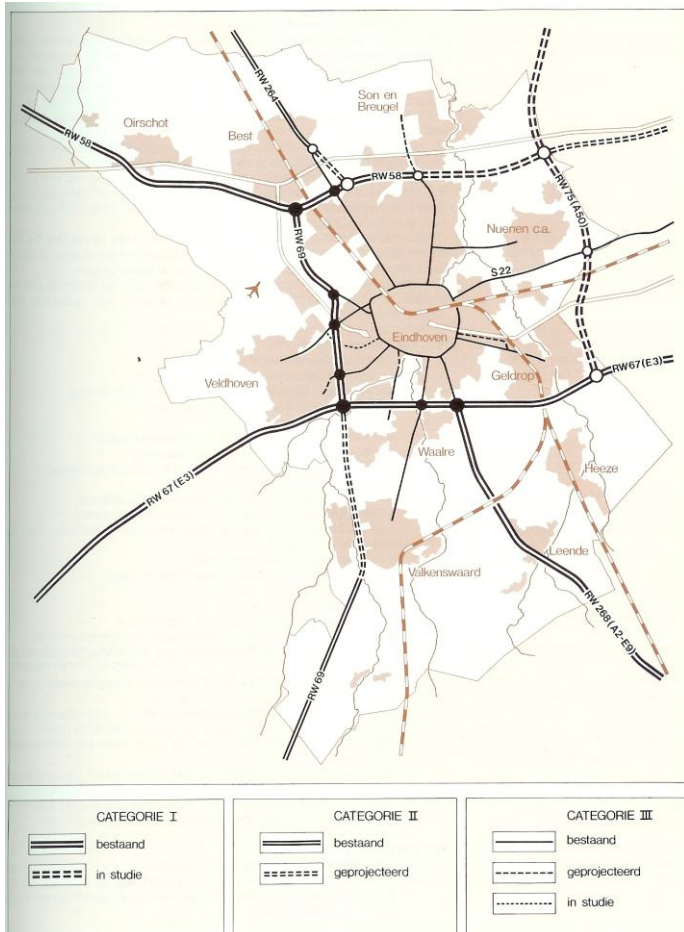 RW 264
Son en
Breugel
Oirschot
Best
RW 58
RW 58
RW 75 (A50)
Nuenen c.a.
RW 69
S 22
Eindhoven
Veldhoven
Geldrop
RW 67 (E3)
Waalre
Heeze
RW 67 (E3)
Leende
Valkenswaard
RW 268 (A2-E9)
RW 69
CATEGORIE I
bestaand
in studie
CATEGORIE II
bestaand
geprojecteerd
CATEGORIE III
bestaand
geprojecteerd
in studie